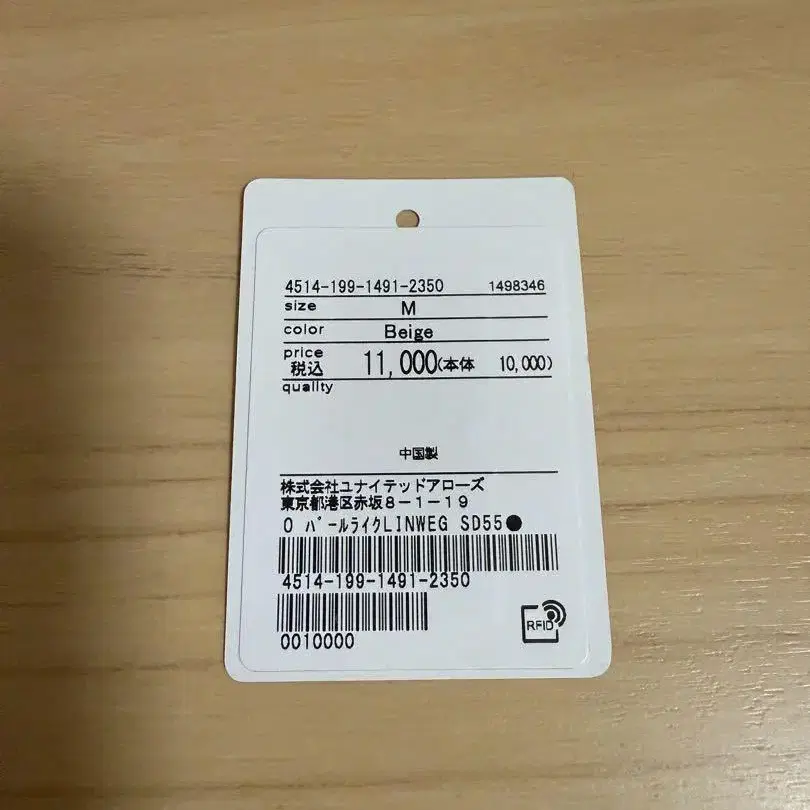 4514-199-1491-2350 1498346
size M
color Beige
price 税込 11,000(本体 10,000)
quality
中国製
株式会社ユナイテッドアローズ
東京都港区赤坂8-1-19
O パールライクLINWEG SD55●
4514-199-1491-2350
0010000
RFID